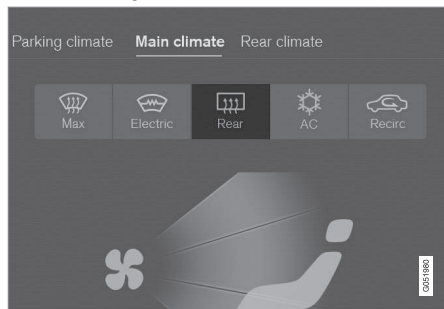 Parking climate Main climate Rear climate
Max Electric Rear AC Recirc
G051980